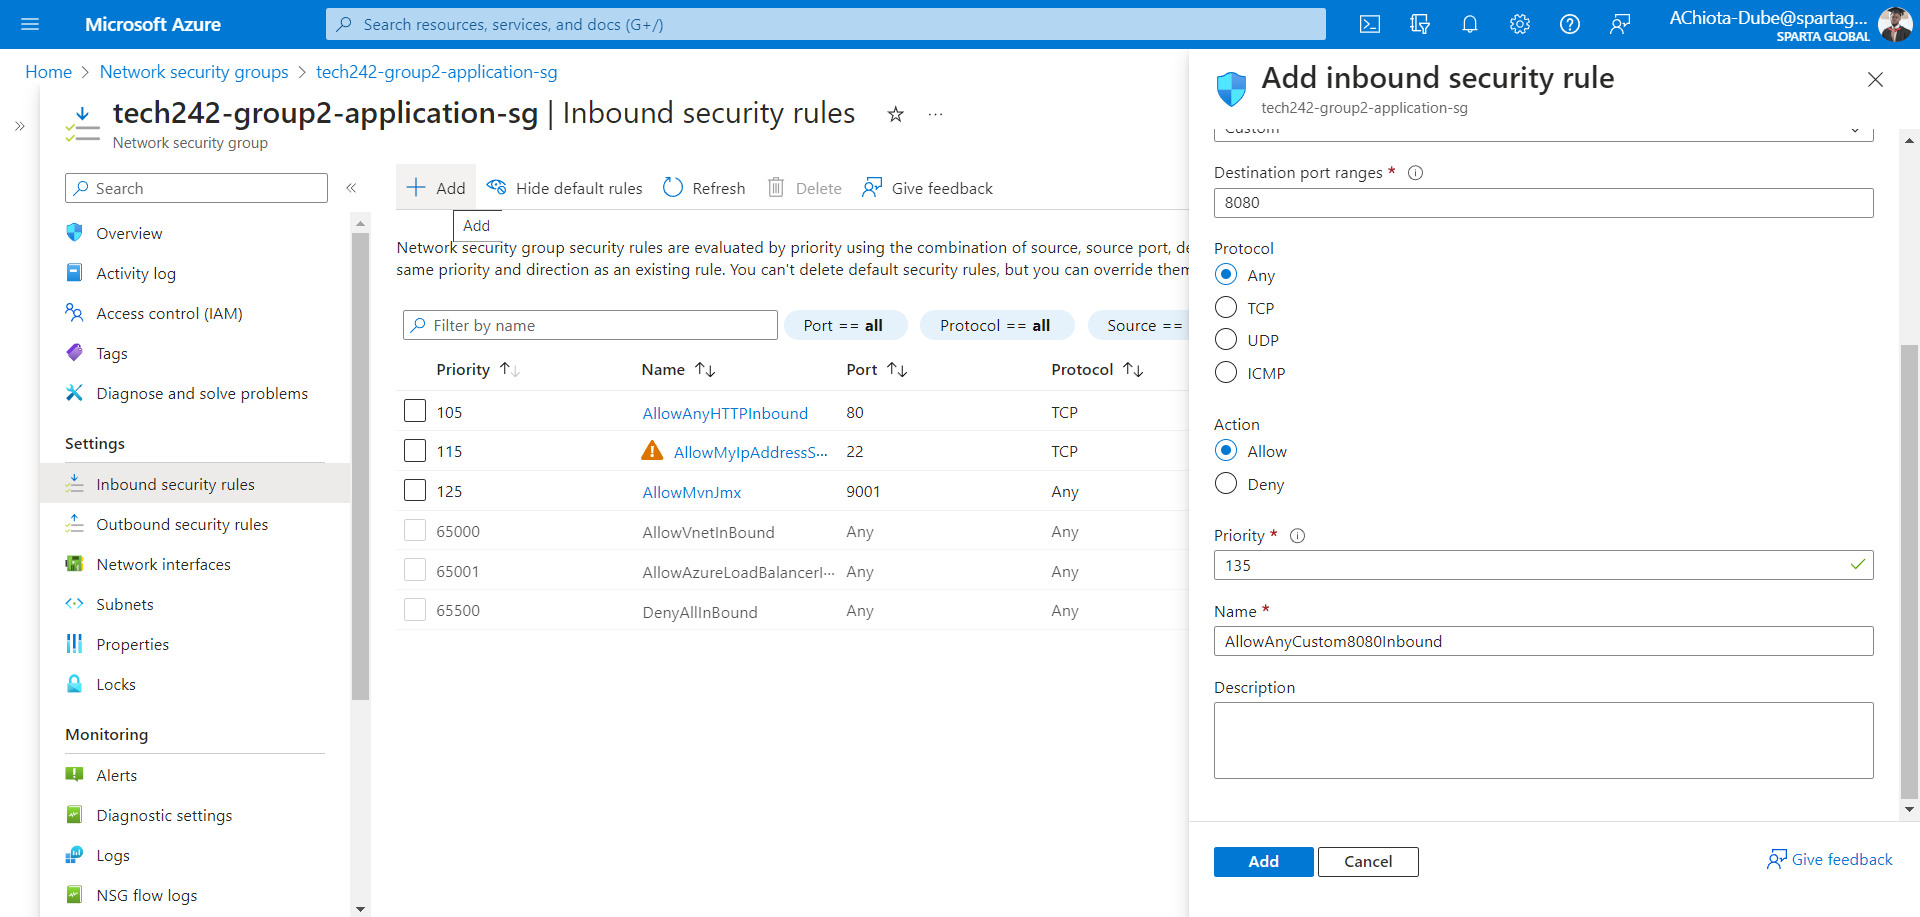 Microsoft Azure
Search resources, services, and docs (G+/)
AChiota-Dube@spartag...
SPARTA GLOBAL
Home > Network security groups > tech242-group2-application-sg
tech242-group2-application-sg | Inbound security rules
Network security group
Search
Overview
Activity log
Access control (IAM)
Tags
Diagnose and solve problems
Settings
Inbound security rules
Outbound security rules
Network interfaces
Subnets
Properties
Locks
Monitoring
Alerts
Diagnostic settings
Logs
NSG flow logs
Add Hide default rules Refresh Delete Give feedback
Add
Network security group security rules are evaluated by priority using the combination of source, source port, de
same priority and direction as an existing rule. You can't delete default security rules, but you can override them
Filter by name Port == all Protocol == all Source ==
Priority Name Port Protocol
105 AllowAnyHTTPInbound 80 TCP
115 AllowMyIpAddressS... 22 TCP
125 AllowMvnJmx 9001 Any
65000 AllowVnetInBound Any Any
65001 AllowAzureLoadBalancerI... Any Any
65500 DenyAllInBound Any Any
Add inbound security rule
tech242-group2-application-sg
Custom
Destination port ranges *
8080
Protocol
Any
TCP
UDP
ICMP
Action
Allow
Deny
Priority *
135
Name *
AllowAnyCustom8080Inbound
Description
Add Cancel Give feedback